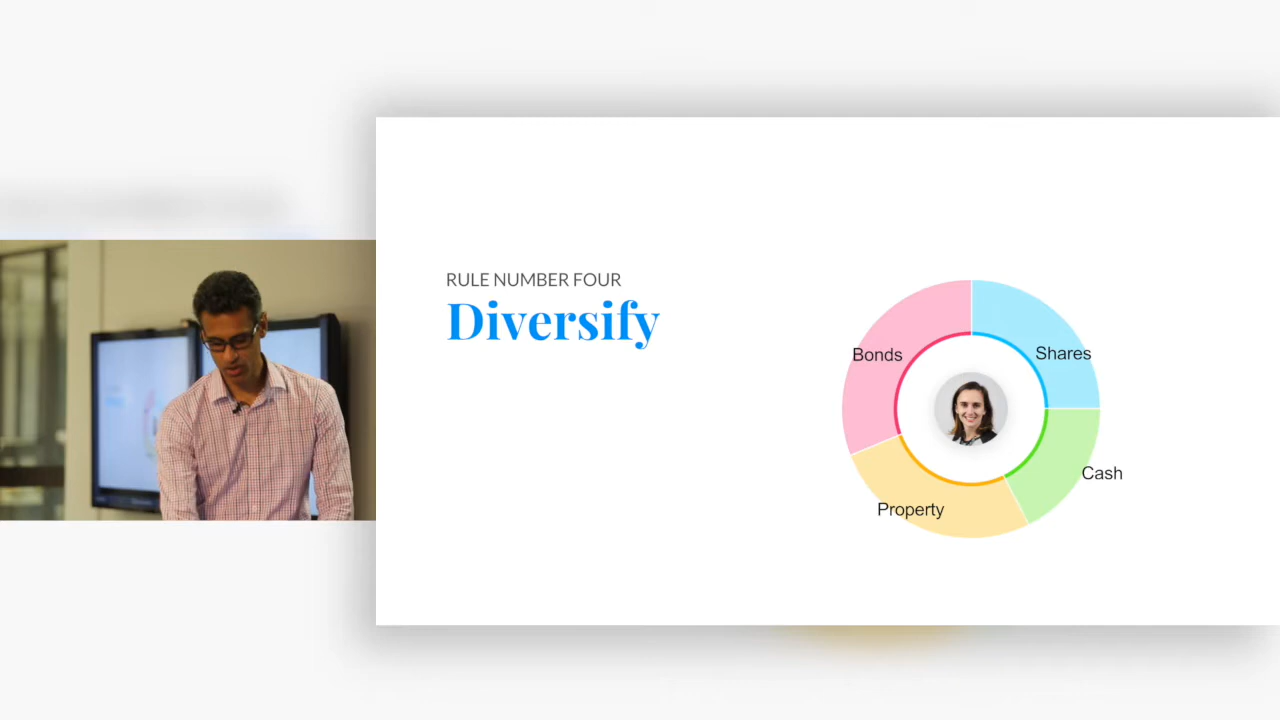 RULE NUMBER FOUR
Diversify
Bonds
Shares
Cash
Property